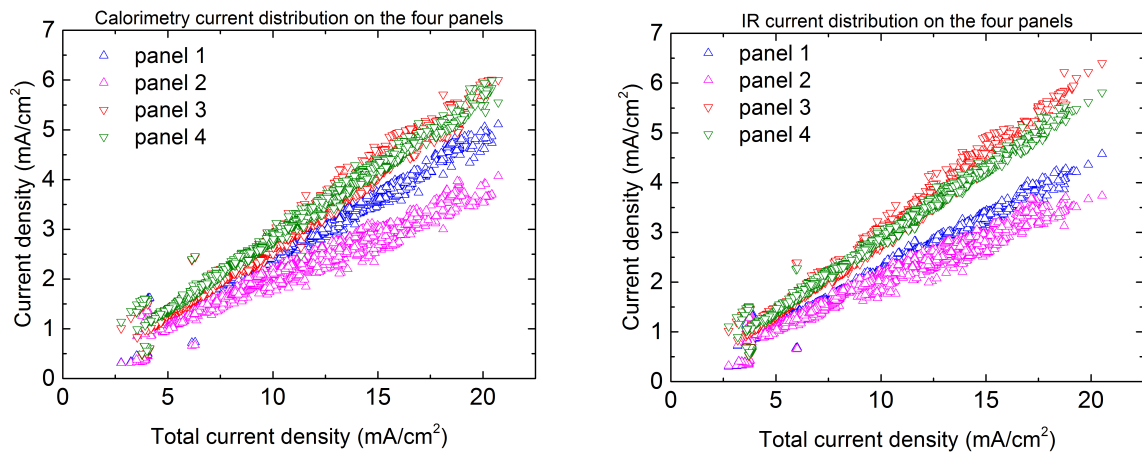 Calorimetry current distribution on the four panels
7
6
5
4
3
2
1
0
panel 1
panel 2
panel 3
panel 4
Current density (mA/cm²)
0 5 10 15 20
Total current density (mA/cm²)
IR current distribution on the four panels
7
6
5
4
3
2
1
0
panel 1
panel 2
panel 3
panel 4
Current density (mA/cm²)
0 5 10 15 20
Total current density (mA/cm²)